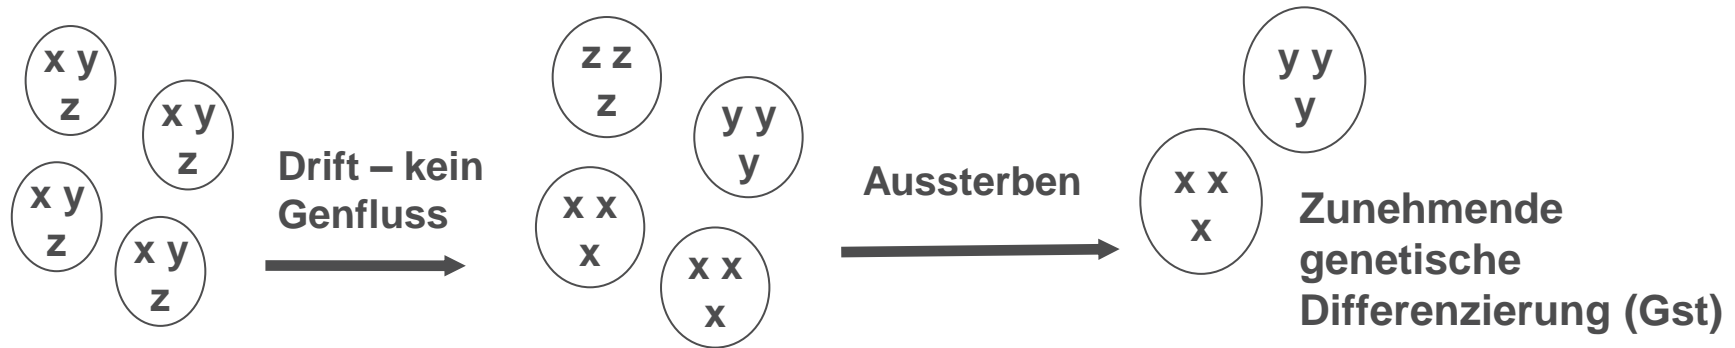 x y
z
x y
z
x y
z
x y
z
Drift – kein
Genfluss
z z
z
y y
y
x x
x
x x
x
Aussterben
y y
y
x x
x
Zunehmende
genetische
Differenzierung (Gst)